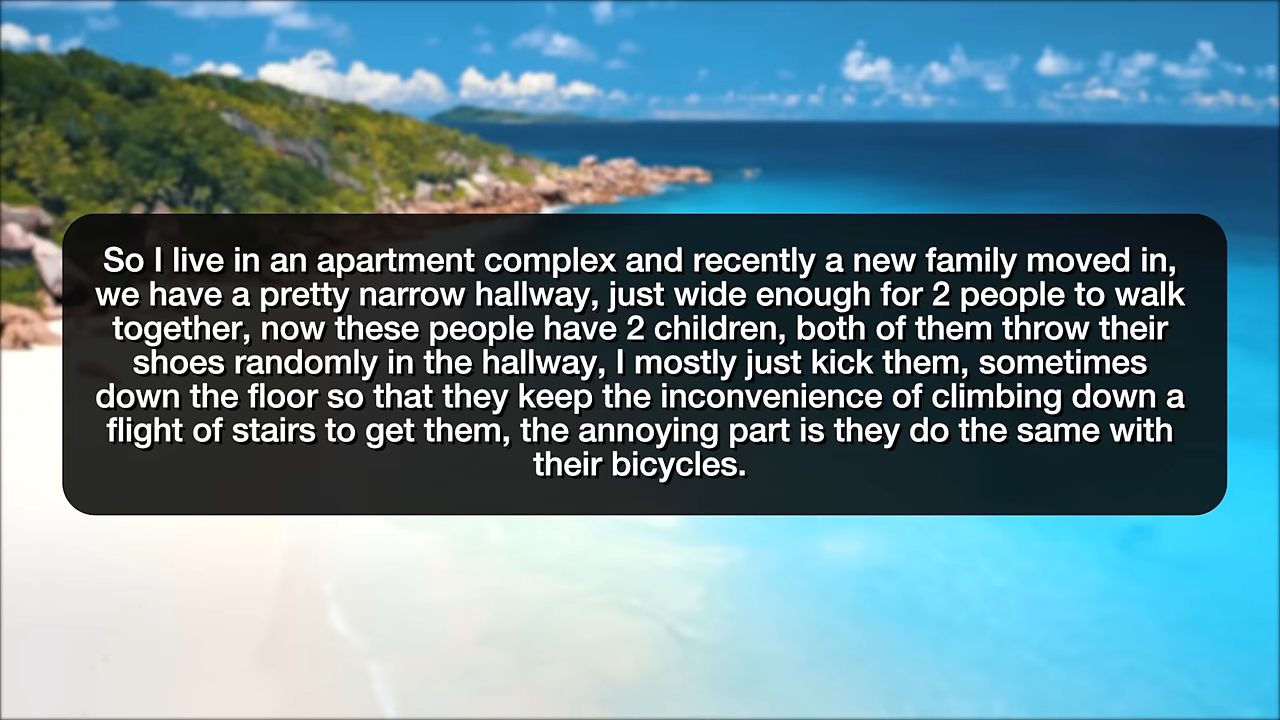 So I live in an apartment complex and recently a new family moved in,
we have a pretty narrow hallway, just wide enough for 2 people to walk
together, now these people have 2 children, both of them throw their
shoes randomly in the hallway, I mostly just kick them, sometimes
down the floor so that they keep the inconvenience of climbing down a
flight of stairs to get them, the annoying part is they do the same with
their bicycles.